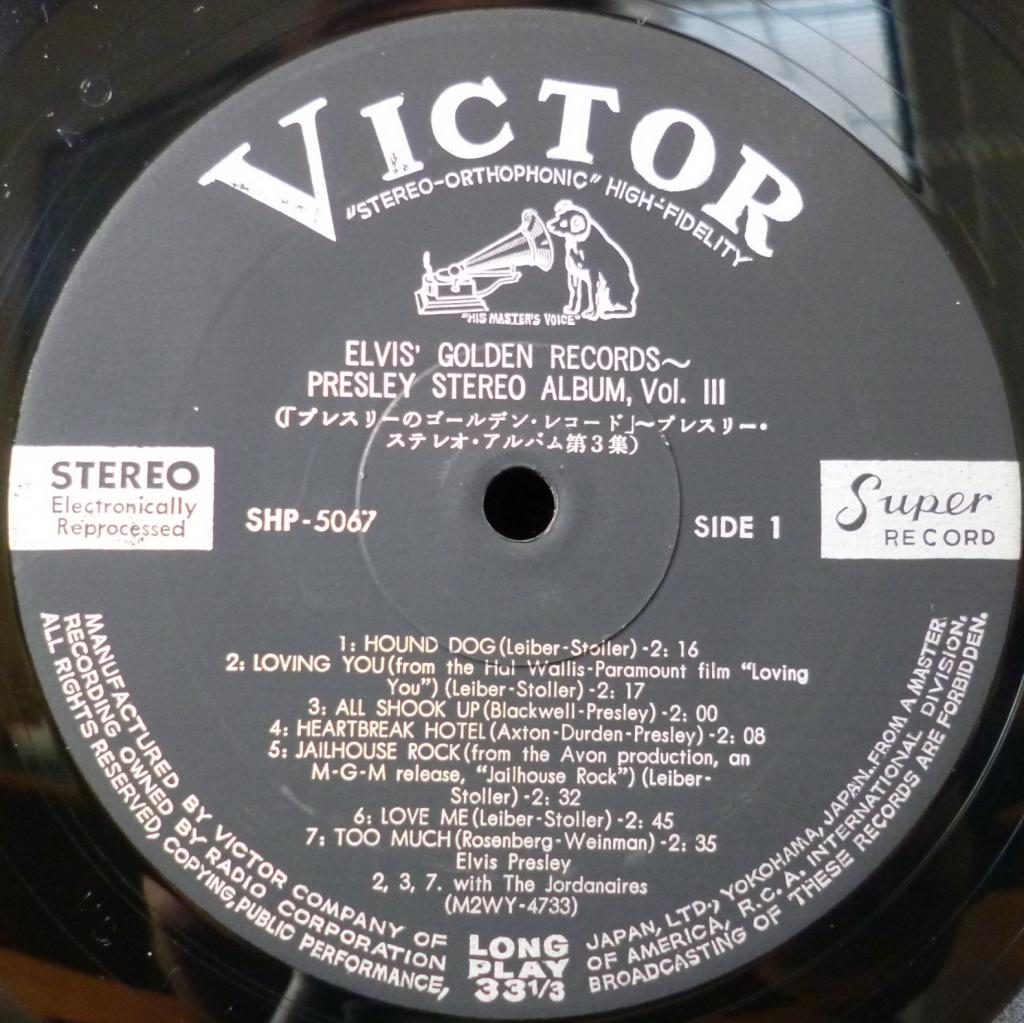 VICTOR
"STEREO-ORTHOPHONIC" HIGH-FIDELITY
"HIS MASTER'S VOICE"
ELVIS' GOLDEN RECORDS～
PRESLEY STEREO ALBUM, Vol. III
(「プレスリーのゴールデン・レコード」～プレスリー・
ステレオ・アルバム第3集)
STEREO
Electronically
Reprocessed
SHP-5067
SIDE 1
Super
RECORD
1: HOUND DOG (Leiber-Stoller) -2: 16
2: LOVING YOU (from the Hal Wallis-Paramount film "Loving
You") (Leiber-Stoller) -2: 17
3: ALL SHOOK UP (Blackwell-Presley) -2: 00
4: HEARTBREAK HOTEL (Axton-Durden-Presley) -2: 08
5: JAILHOUSE ROCK (from the Avon production, an
M-G-M release, "Jailhouse Rock") (Leiber-
Stoller) -2: 32
6: LOVE ME (Leiber-Stoller) -2: 45
7: TOO MUCH (Rosenberg-Weinman) -2: 35
Elvis Presley
2, 3, 7. with The Jordanaires
(M2WY-4733)
LONG
PLAY
33 1/3
MANUFACTURED BY VICTOR COMPANY OF JAPAN, LTD., YOKOHAMA, JAPAN. FROM A MASTER
RECORDING OWNED BY RADIO CORPORATION OF AMERICA, R.C.A. INTERNATIONAL DIVISION.
ALL RIGHTS RESERVED, COPYING, PUBLIC PERFORMANCE, BROADCASTING OF THESE RECORDS ARE FORBIDDEN.